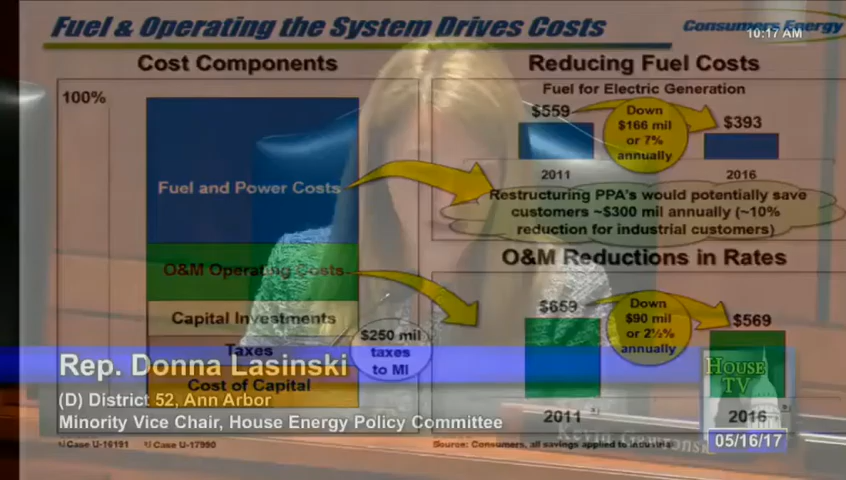 Fuel & Operating the System Drives Costs
Consumers Energy
10:17 AM
Cost Components
100%
Fuel and Power Costs
O&M Operating Costs
Capital Investments
Taxes
Cost of Capital
$250 mil
taxes
to MI
Reducing Fuel Costs
Fuel for Electric Generation
$559
Down
$166 mil
or 7%
annually
$393
2011
2016
Restructuring PPA's would potentially save
customers ~$300 mil annually (~10%
reduction for industrial customers)
O&M Reductions in Rates
$659
Down
$90 mil
or 2½%
annually
$569
2011
2016
Rep. Donna Lasinski
(D) District 52, Ann Arbor
Minority Vice Chair, House Energy Policy Committee
HOUSE
TV
05/16/17
Case U-16191
Case U-17990
Source: Consumers, all savings applied to